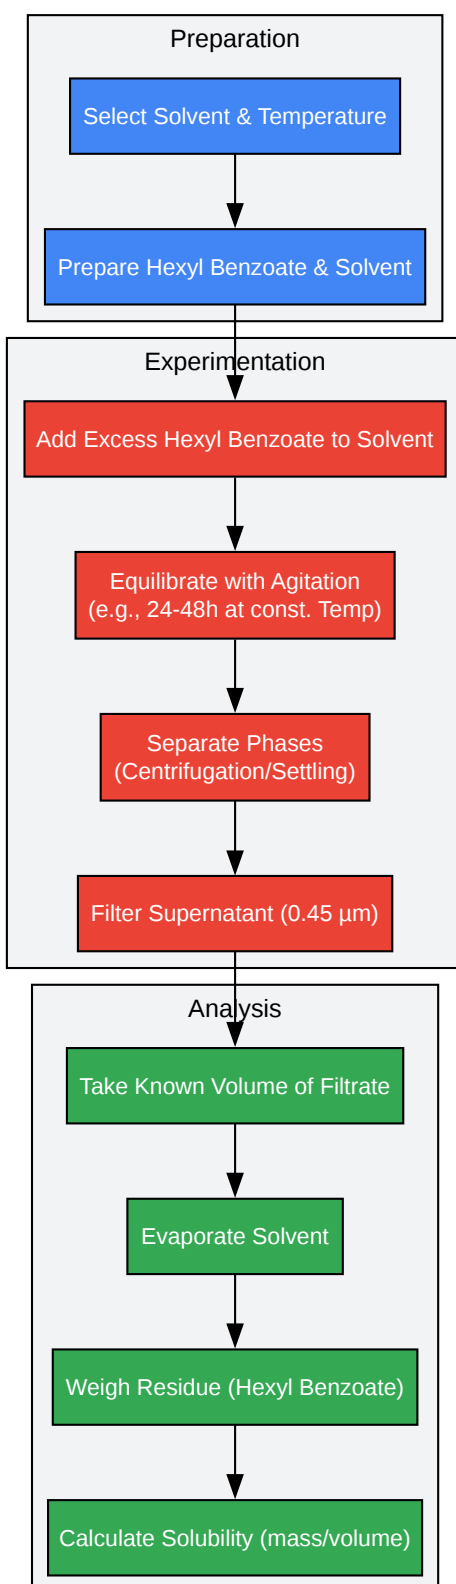 Preparation
Select Solvent & Temperature
Prepare Hexyl Benzoate & Solvent
Experimentation
Add Excess Hexyl Benzoate to Solvent
Equilibrate with Agitation
(e.g., 24-48h at const. Temp)
Separate Phases
(Centrifugation/Settling)
Filter Supernatant (0.45 µm)
Analysis
Take Known Volume of Filtrate
Evaporate Solvent
Weigh Residue (Hexyl Benzoate)
Calculate Solubility (mass/volume)